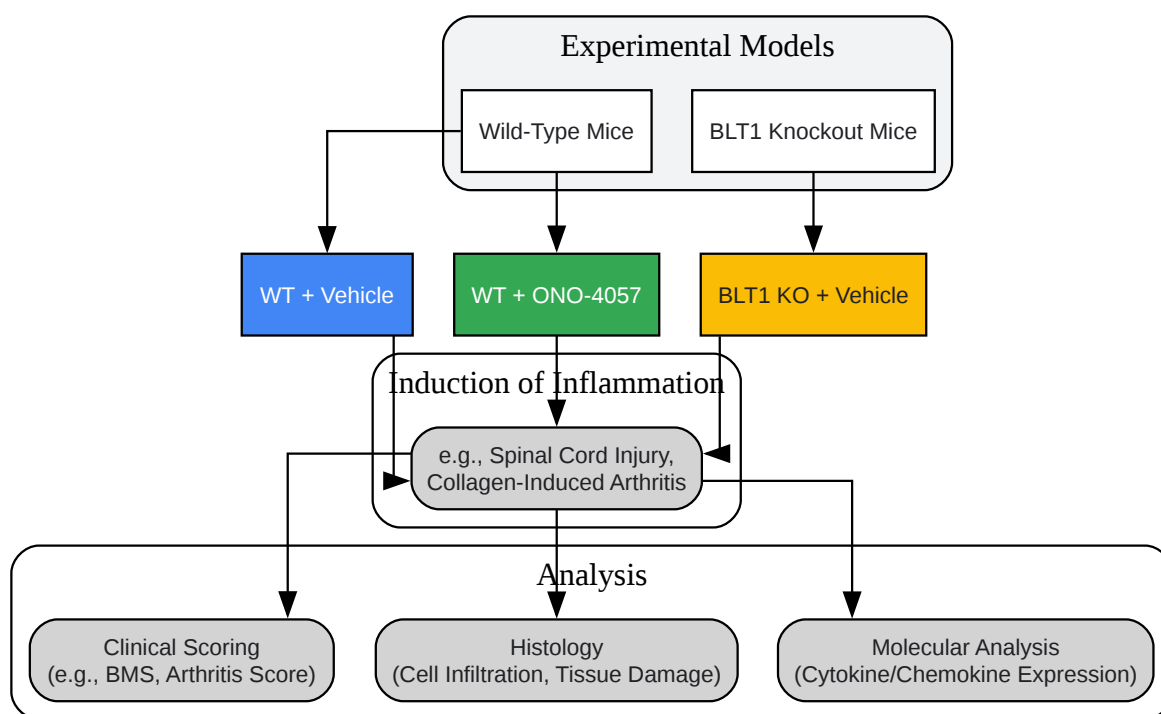 Experimental Models
Wild-Type Mice
BLT1 Knockout Mice
WT + Vehicle
WT + ONO-4057
BLT1 KO + Vehicle
Induction of Inflammation
e.g., Spinal Cord Injury,
Collagen-Induced Arthritis
Analysis
Clinical Scoring
(e.g., BMS, Arthritis Score)
Histology
(Cell Infiltration, Tissue Damage)
Molecular Analysis
(Cytokine/Chemokine Expression)